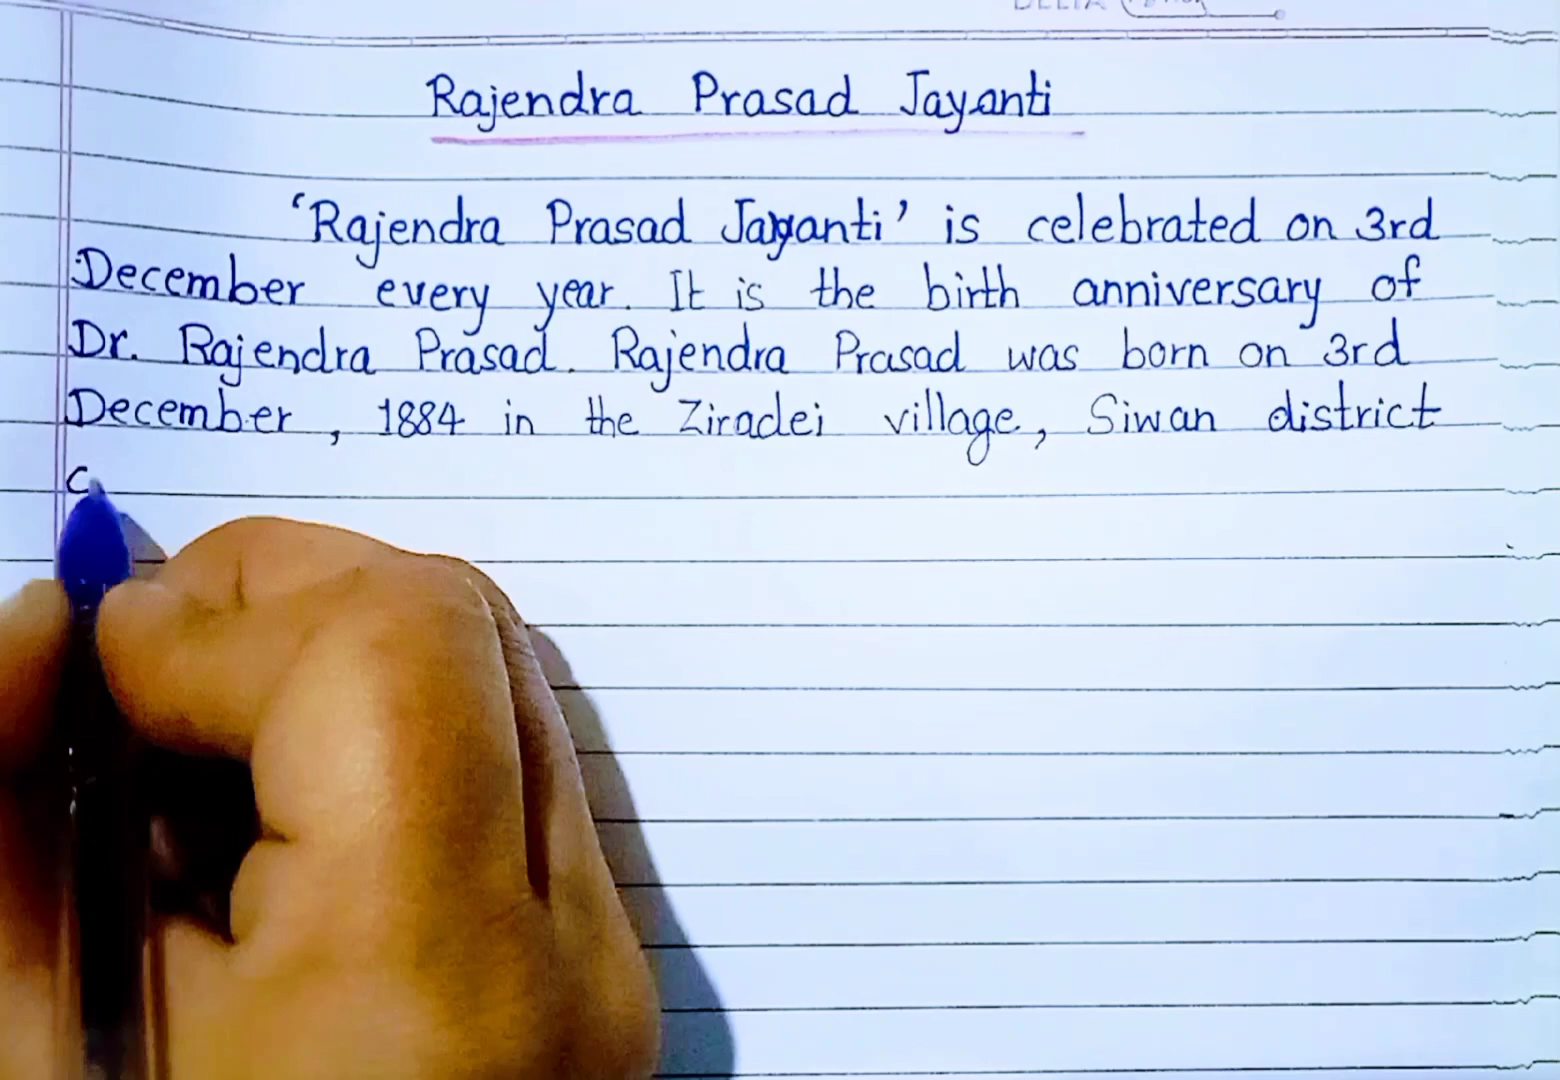 Rajendra Prasad Jayanti
‘Rajendra Prasad Jayanti’ is celebrated on 3rd
December every year. It is the birth anniversary of
Dr. Rajendra Prasad. Rajendra Prasad was born on 3rd
December, 1884 in the Ziradei village, Siwan district